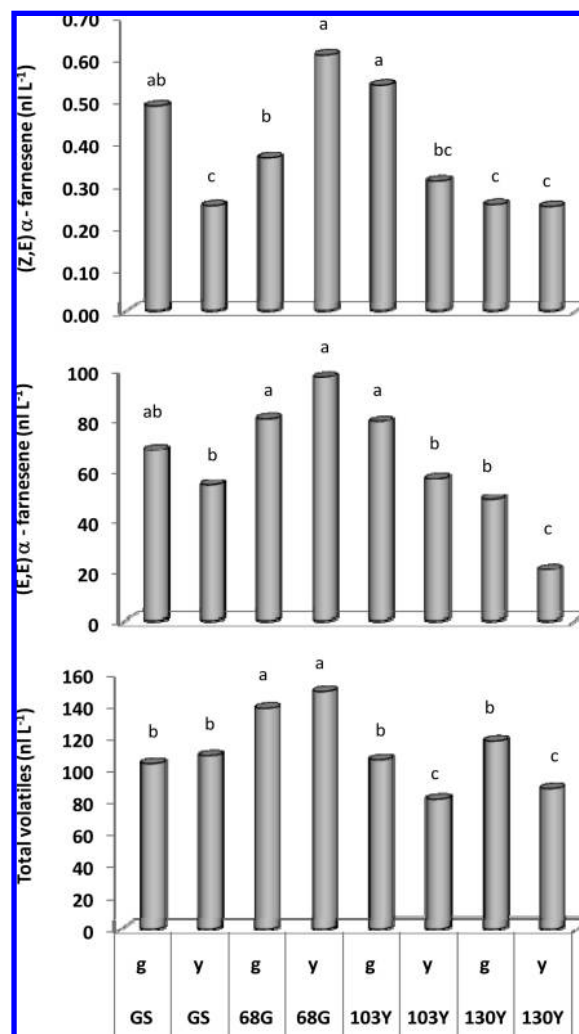 (Z,E) α - farnesene (nl L⁻¹)
0.70
0.60
0.50
0.40
0.30
0.20
0.10
0.00
ab
c
b
a
a
bc
c
c
(E,E) α - farnesene (nl L⁻¹)
100
80
60
40
20
0
ab
b
a
a
a
b
b
c
Total volatiles (nl L⁻¹)
160
140
120
100
80
60
40
20
0
b
b
a
a
b
c
b
c
g y g y g y g y
GS GS 68G 68G 103Y 103Y 130Y 130Y